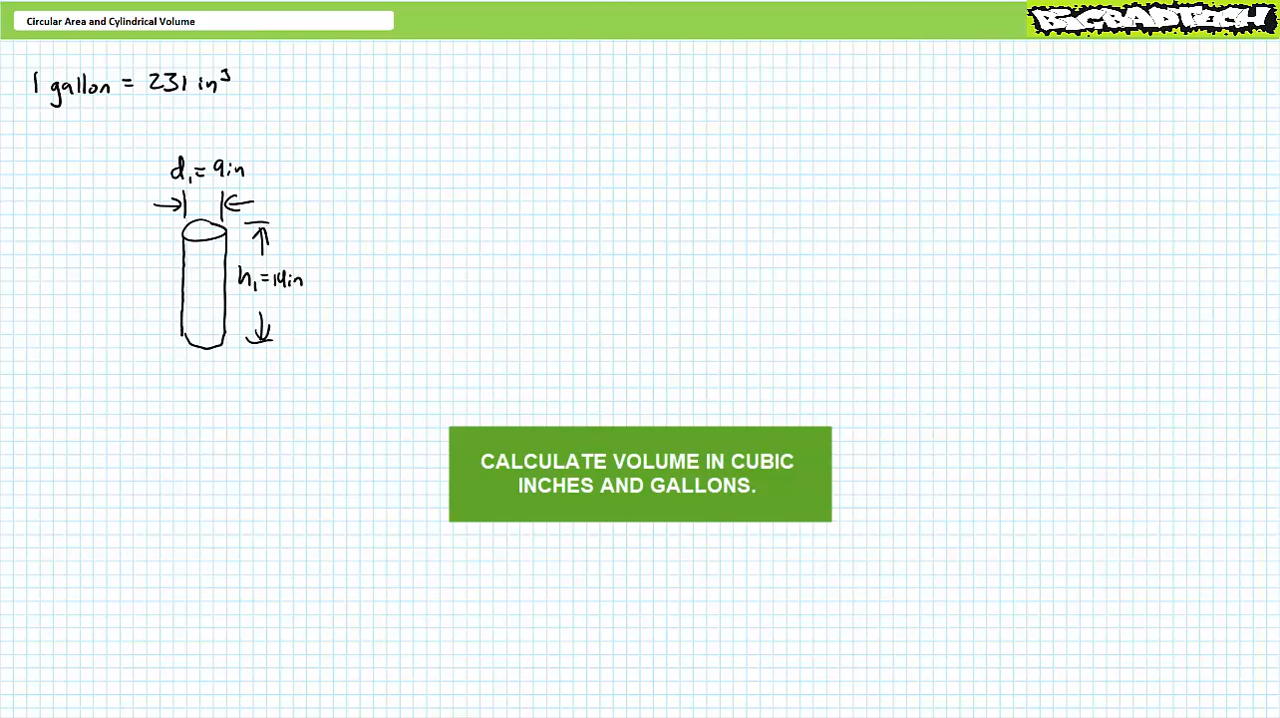 Circular Area and Cylindrical Volume
BIGBADTECH
1 gallon = 231 in³
d₁ = 9in
h₁ = 14in
CALCULATE VOLUME IN CUBIC
INCHES AND GALLONS.